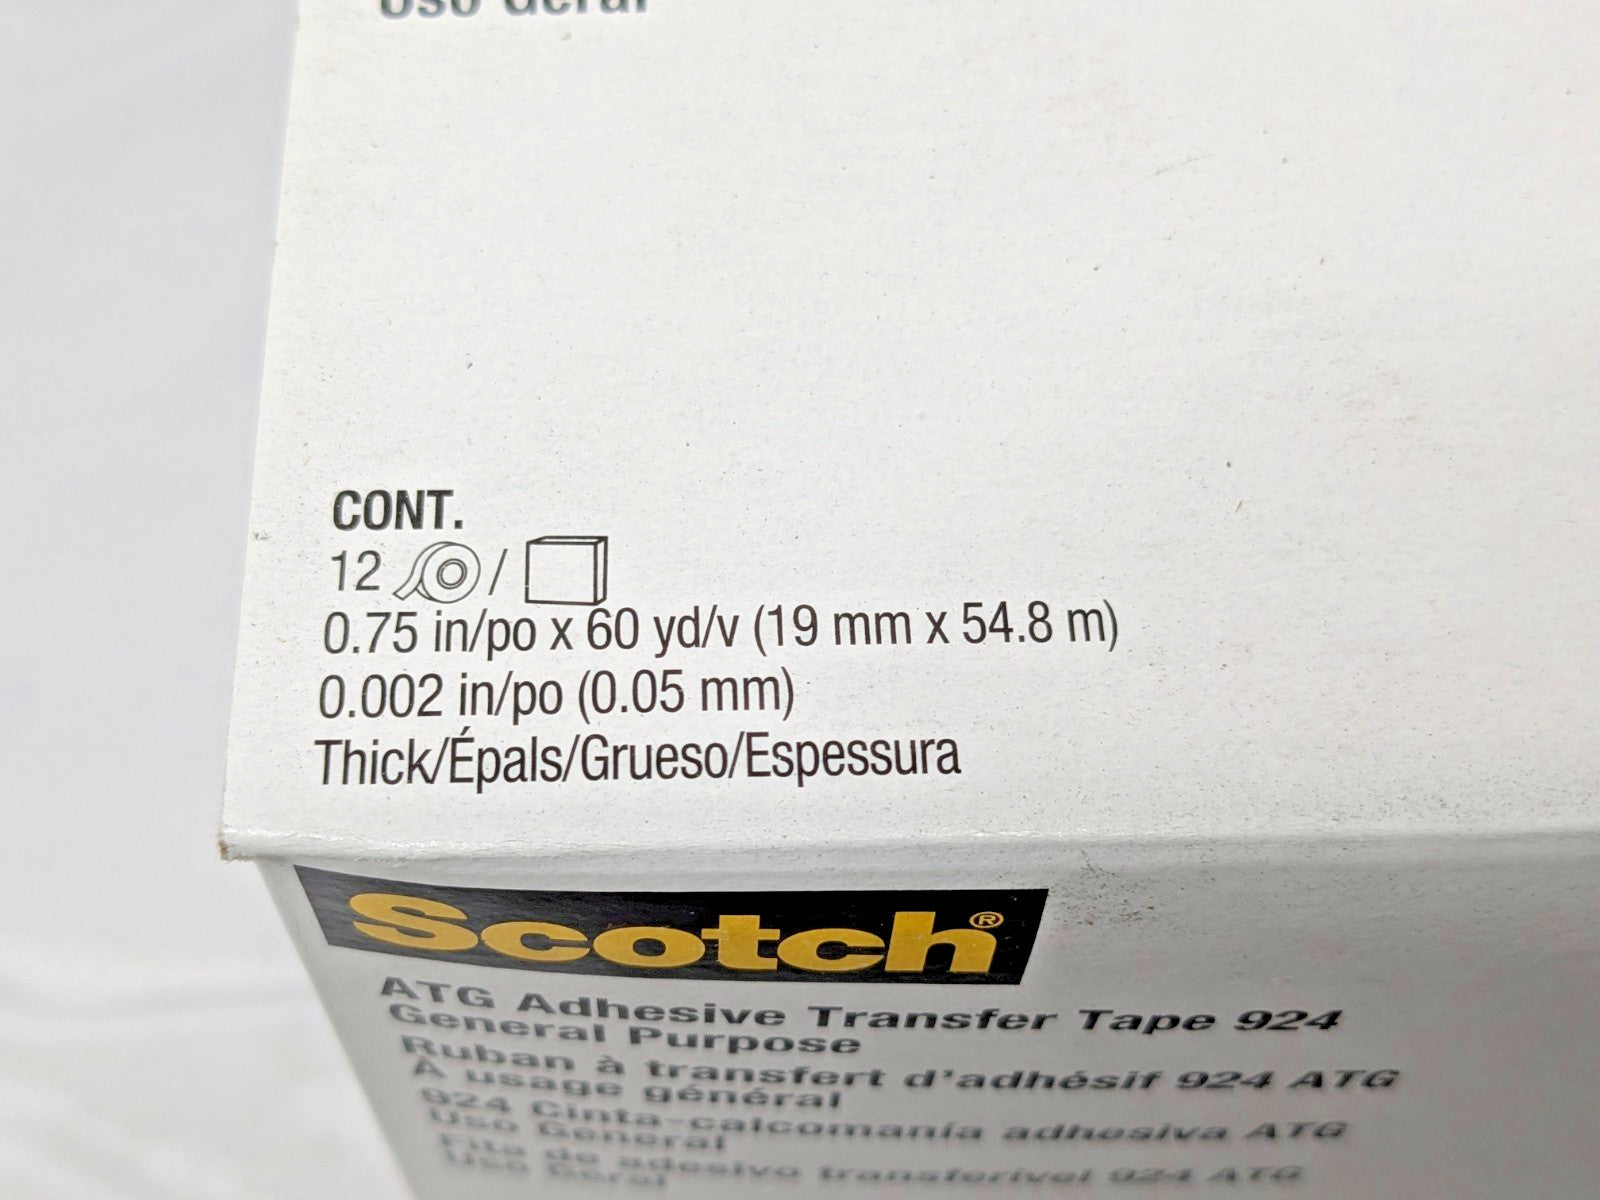 Uso Geral
CONT.
12 /
0.75 in/po x 60 yd/v (19 mm x 54.8 m)
0.002 in/po (0.05 mm)
Thick/Épals/Grueso/Espessura
Scotch®
ATG Adhesive Transfer Tape 924
General Purpose
Ruban à transfert d'adhésif 924 ATG
À usage général
924 Cinta-calcomanía adhesiva ATG
Uso General
Fita de adesivo transferível 924 ATG
Uso Geral